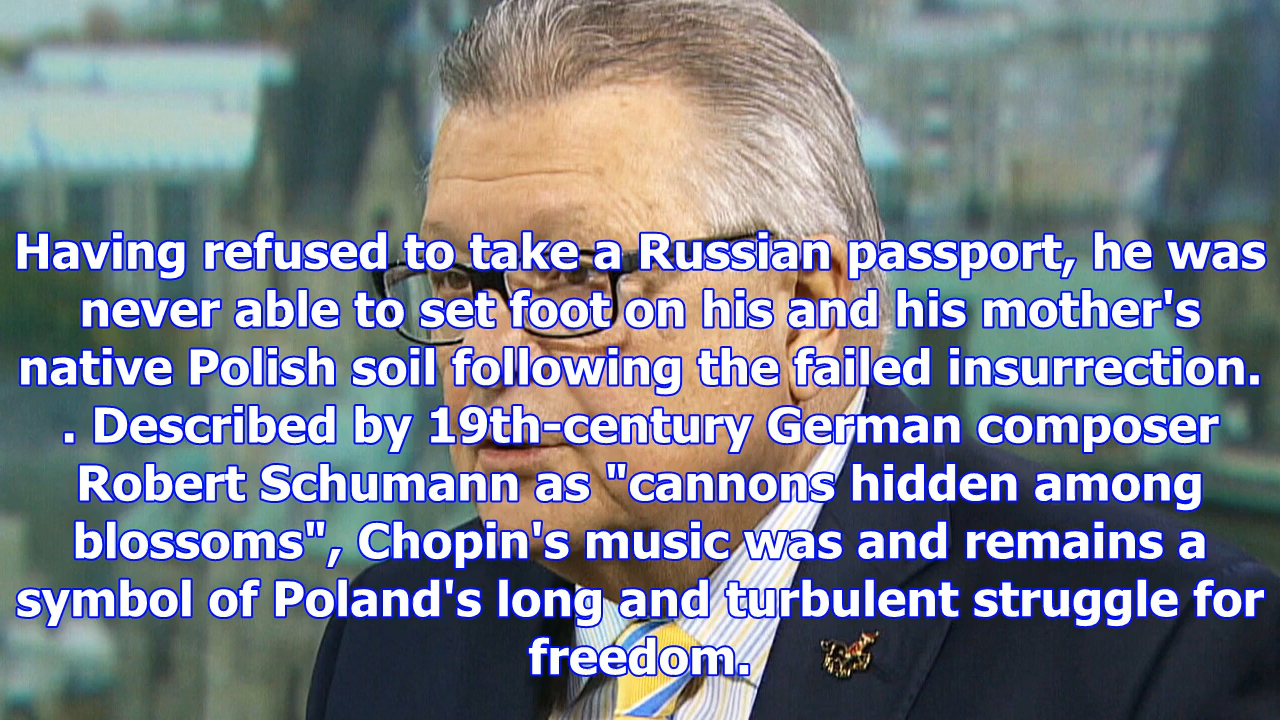 Having refused to take a Russian passport, he was
never able to set foot on his and his mother's
native Polish soil following the failed insurrection.
. Described by 19th-century German composer
Robert Schumann as "cannons hidden among
blossoms", Chopin's music was and remains a
symbol of Poland's long and turbulent struggle for
freedom.